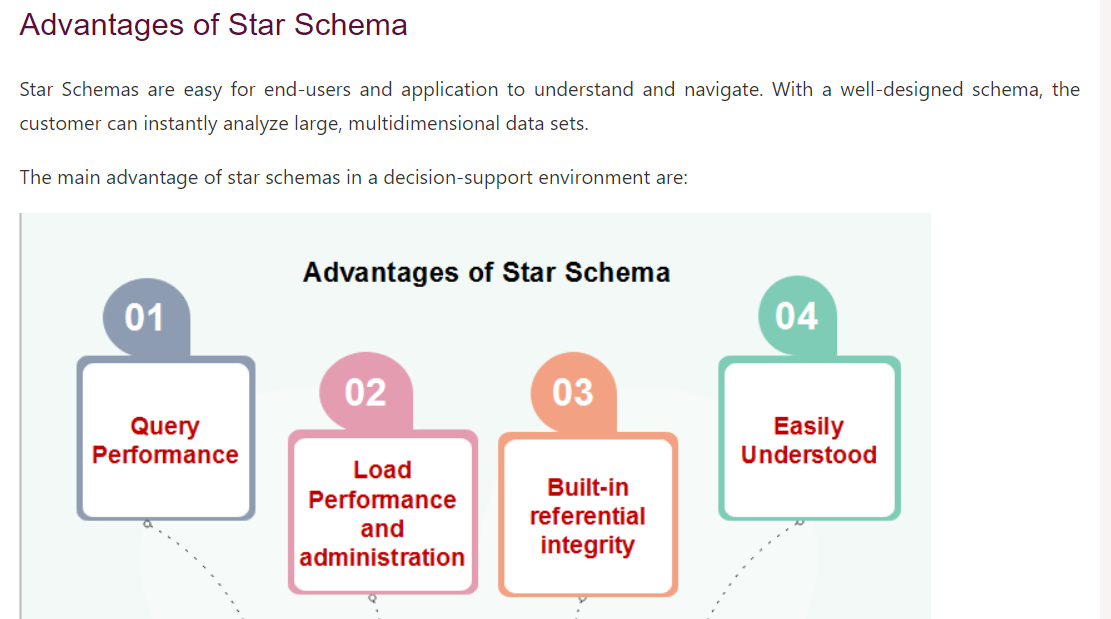 Advantages of Star Schema
Star Schemas are easy for end-users and application to understand and navigate. With a well-designed schema, the
customer can instantly analyze large, multidimensional data sets.
The main advantage of star schemas in a decision-support environment are:
Advantages of Star Schema
01
Query
Performance
02
Load
Performance
and
administration
03
Built-in
referential
integrity
04
Easily
Understood